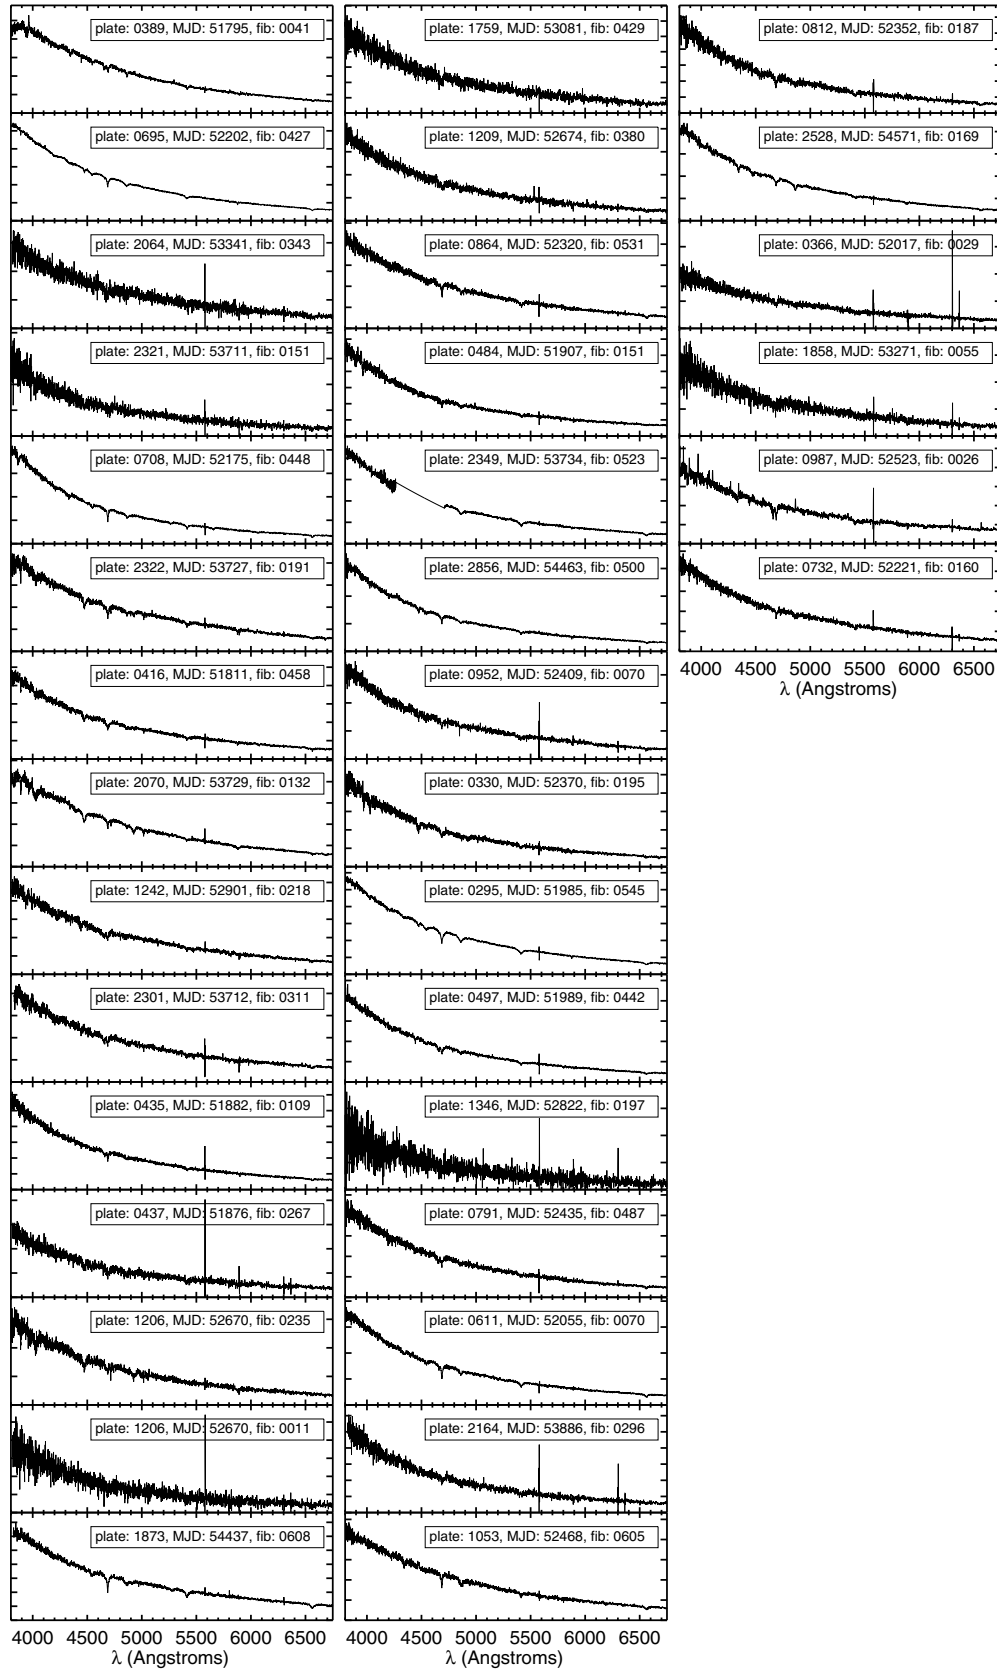 plate: 0389, MJD: 51795, fib: 0041
plate: 0695, MJD: 52202, fib: 0427
plate: 2064, MJD: 53341, fib: 0343
plate: 2321, MJD: 53711, fib: 0151
plate: 0708, MJD: 52175, fib: 0448
plate: 2322, MJD: 53727, fib: 0191
plate: 0416, MJD: 51811, fib: 0458
plate: 2070, MJD: 53729, fib: 0132
plate: 1242, MJD: 52901, fib: 0218
plate: 2301, MJD: 53712, fib: 0311
plate: 0435, MJD: 51882, fib: 0109
plate: 0437, MJD: 51876, fib: 0267
plate: 1206, MJD: 52670, fib: 0235
plate: 1206, MJD: 52670, fib: 0011
plate: 1873, MJD: 54437, fib: 0608
4000 4500 5000 5500 6000 6500
λ (Angstroms)
plate: 1759, MJD: 53081, fib: 0429
plate: 1209, MJD: 52674, fib: 0380
plate: 0864, MJD: 52320, fib: 0531
plate: 0484, MJD: 51907, fib: 0151
plate: 2349, MJD: 53734, fib: 0523
plate: 2856, MJD: 54463, fib: 0500
plate: 0952, MJD: 52409, fib: 0070
plate: 0330, MJD: 52370, fib: 0195
plate: 0295, MJD: 51985, fib: 0545
plate: 0497, MJD: 51989, fib: 0442
plate: 1346, MJD: 52822, fib: 0197
plate: 0791, MJD: 52435, fib: 0487
plate: 0611, MJD: 52055, fib: 0070
plate: 2164, MJD: 53886, fib: 0296
plate: 1053, MJD: 52468, fib: 0605
4000 4500 5000 5500 6000 6500
λ (Angstroms)
plate: 0812, MJD: 52352, fib: 0187
plate: 2528, MJD: 54571, fib: 0169
plate: 0366, MJD: 52017, fib: 0029
plate: 1858, MJD: 53271, fib: 0055
plate: 0987, MJD: 52523, fib: 0026
plate: 0732, MJD: 52221, fib: 0160
4000 4500 5000 5500 6000 6500
λ (Angstroms)